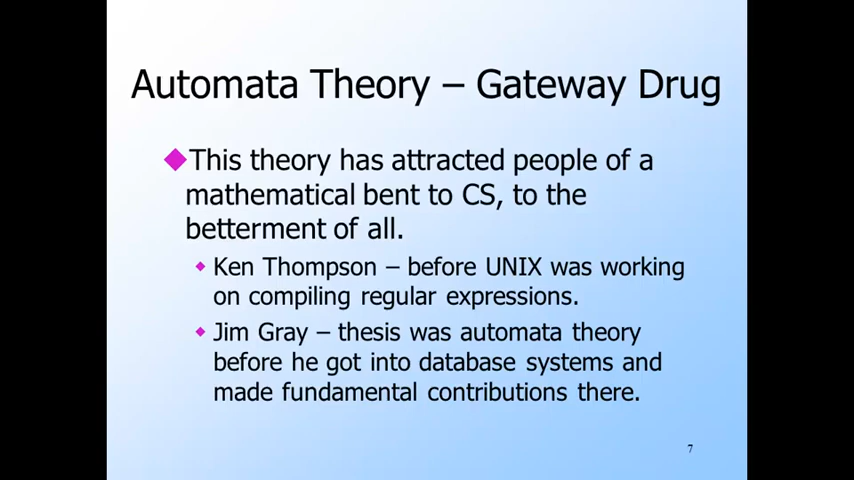 Automata Theory – Gateway Drug
This theory has attracted people of a
mathematical bent to CS, to the
betterment of all.
Ken Thompson – before UNIX was working
on compiling regular expressions.
Jim Gray – thesis was automata theory
before he got into database systems and
made fundamental contributions there.
7